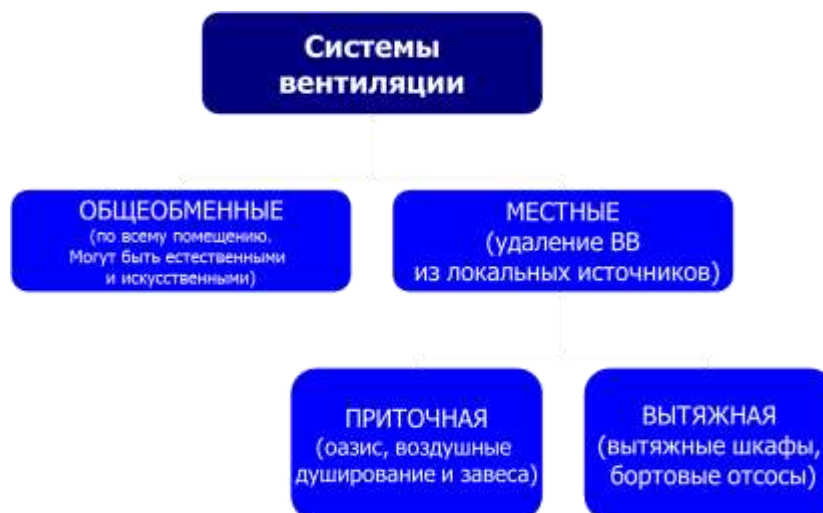 Системы
вентиляции
ОБЩЕОБМЕННЫЕ
(по всему помещению.
Могут быть естественными
и искусственными)
МЕСТНЫЕ
(удаление ВВ
из локальных источников)
ПРИТОЧНАЯ
(оазис, воздушные
душирование и завеса)
ВЫТЯЖНАЯ
(вытяжные шкафы,
бортовые отсосы)